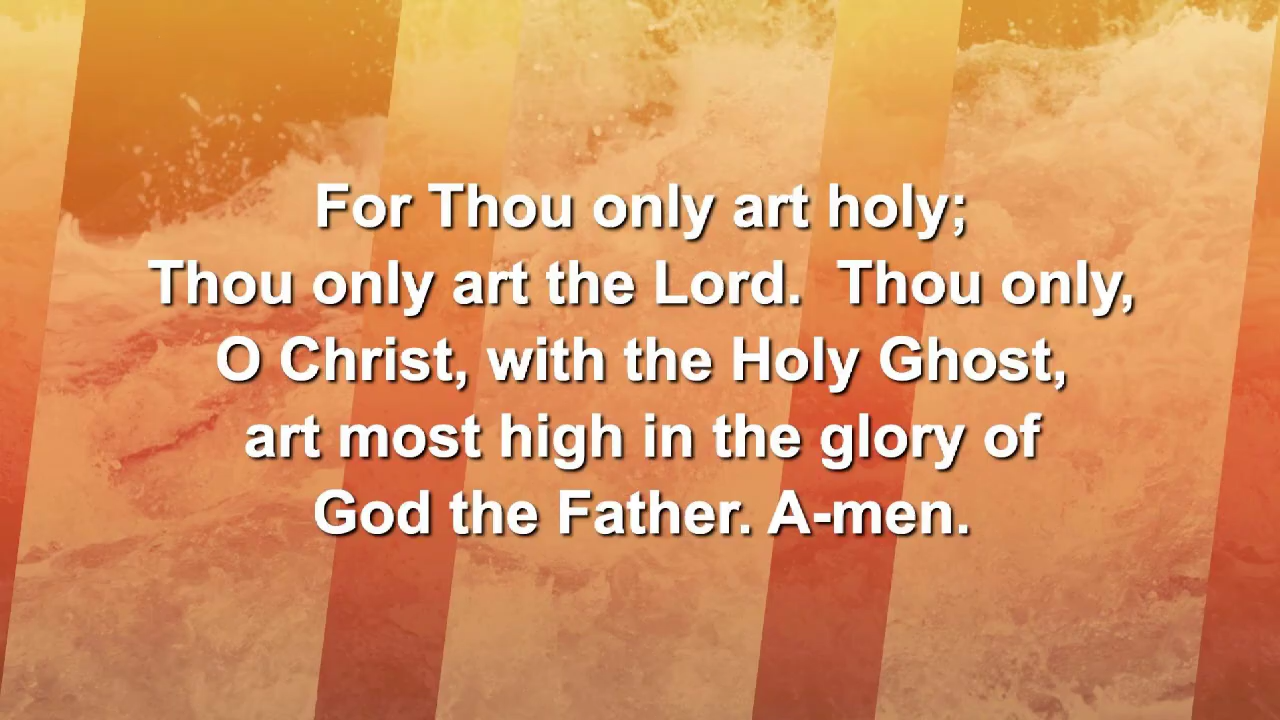 For Thou only art holy;
Thou only art the Lord.  Thou only,
O Christ, with the Holy Ghost,
art most high in the glory of
God the Father. A-men.